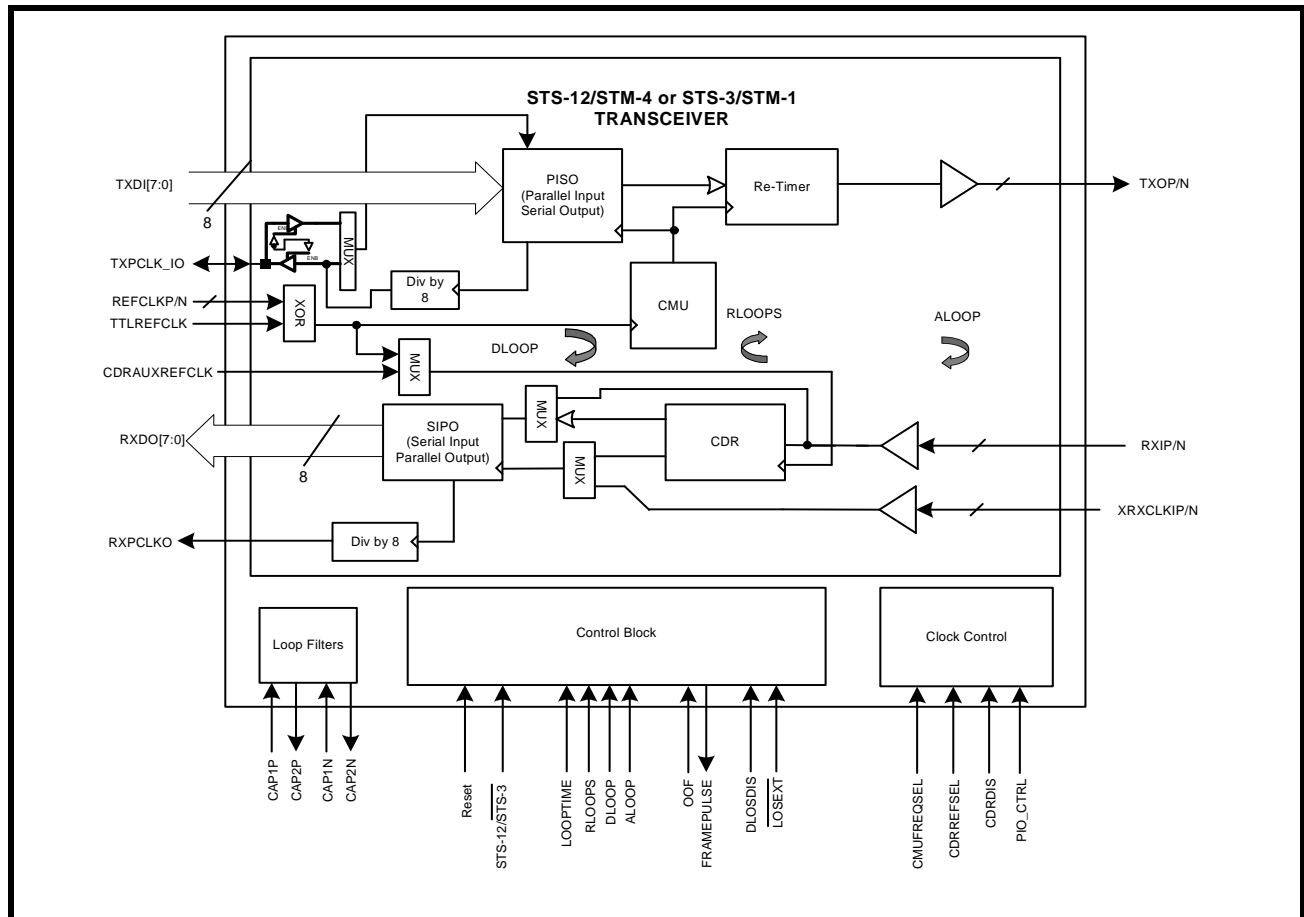 STS-12/STM-4 or STS-3/STM-1
TRANSCEIVER
TXDI[7:0]
8
PISO
(Parallel Input
Serial Output)
Re-Timer
TXOP/N
ENB
MUX
ENB
TXPCLK_IO
Div by
8
CMU
REFCLKP/N
XOR
TTLREFCLK
DLOOP
RLOOPS
ALOOP
CDRAUXREFCLK
MUX
MUX
RXDO[7:0]
8
SIPO
(Serial Input
Parallel Output)
MUX
CDR
RXIP/N
XRXCLKIP/N
RXPCLKO
Div by 8
Loop Filters
Control Block
Clock Control
CAP1P
CAP2P
CAP1N
CAP2N
Reset
STS-12/STS-3
LOOPTIME
RLOOPS
DLOOP
ALOOP
OOF
FRAMEPULSE
DLOSDIS
LOSEXT
CMUFREQSEL
CDRREFSEL
CDRDIS
PIO_CTRL